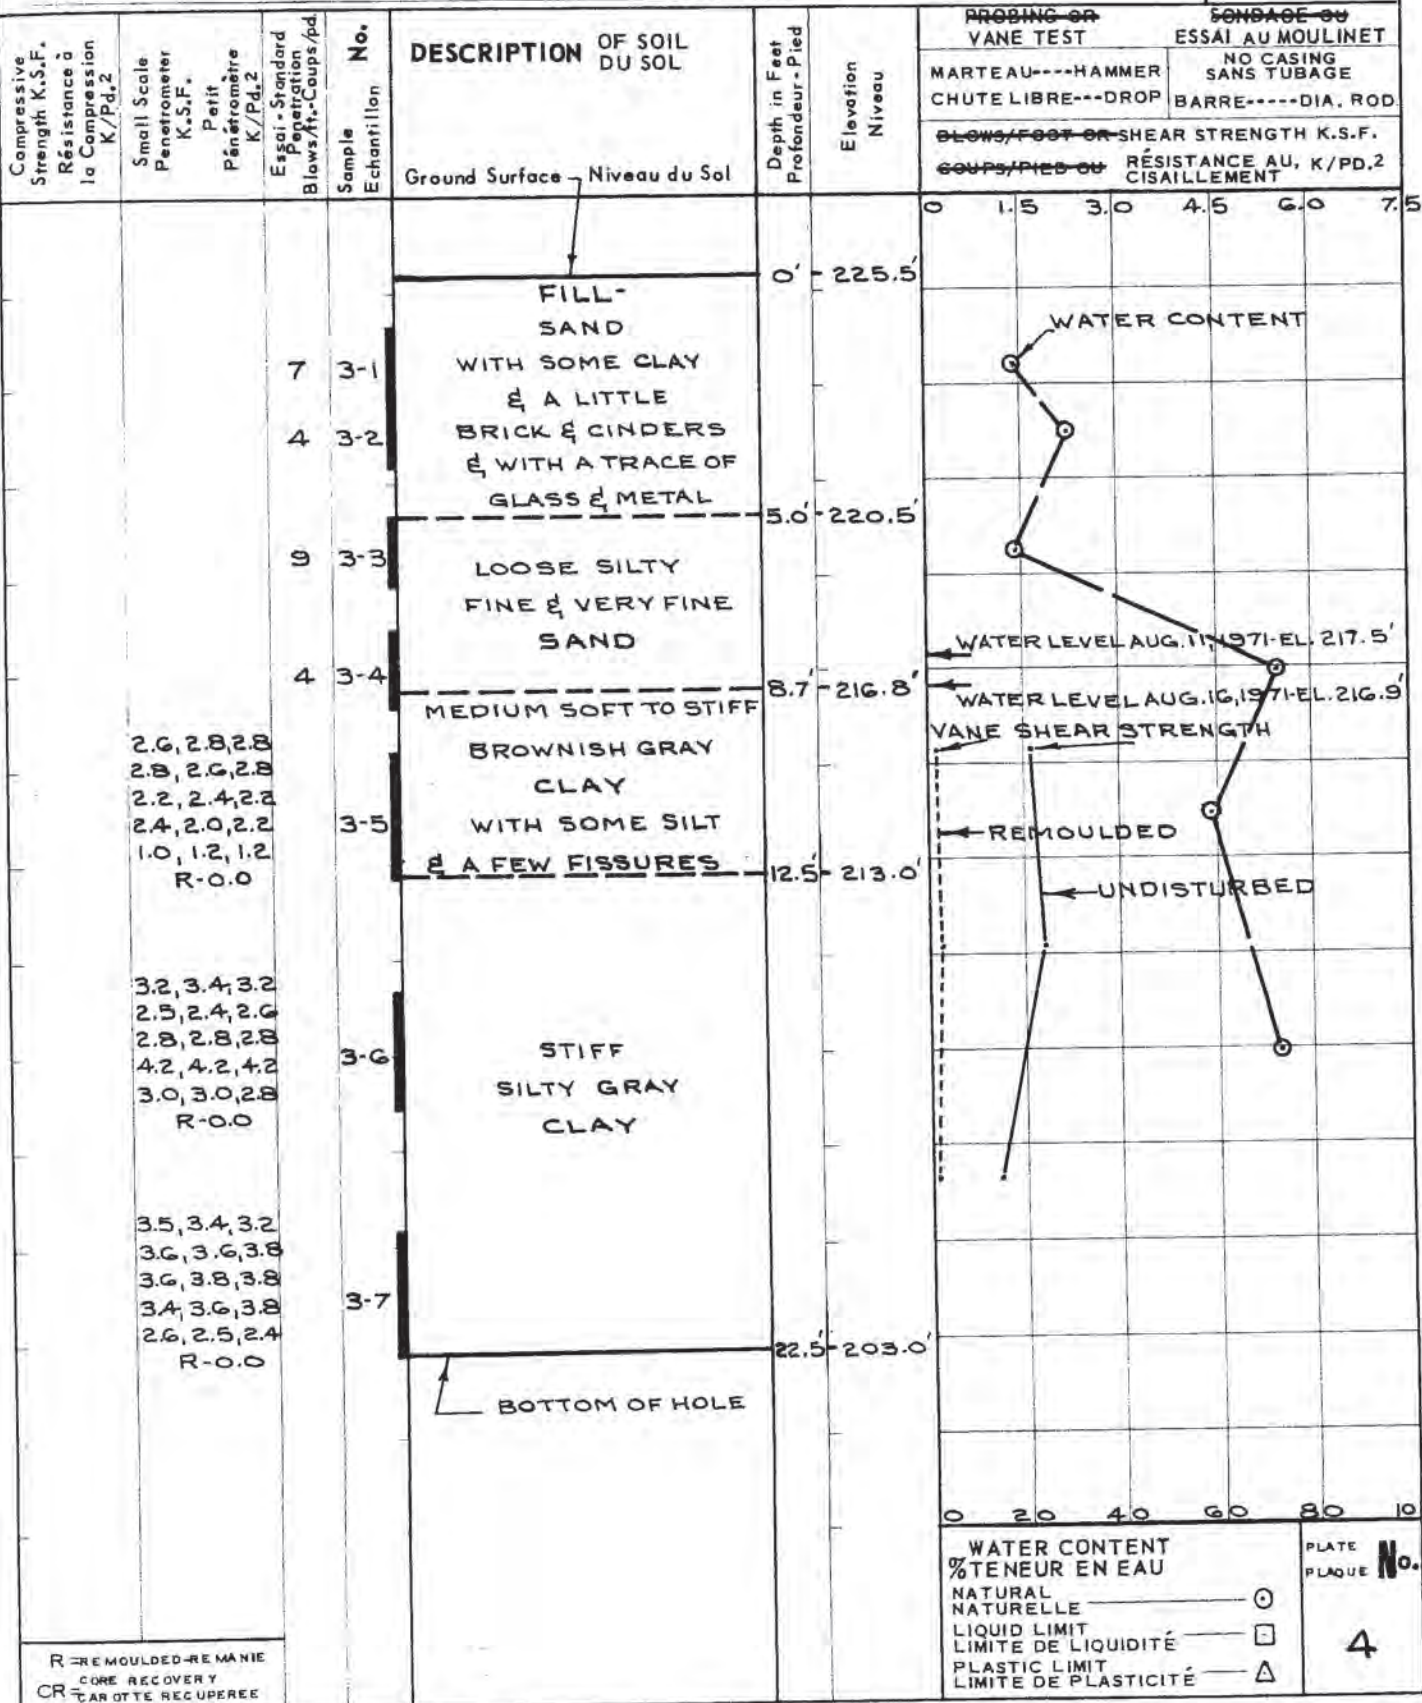 Compressive
Strength K.S.F.
Résistance à
la Compression
K/Pd.2
Small Scale
Penetrometer
K.S.F.
Petit
Pénétromètre
K/Pd.2
Essai-Standard
Penetration
Blows/ft.-Coups/pd.
Sample No.
Echantillon
DESCRIPTION OF SOIL
DU SOL
Ground Surface Niveau du Sol
Depth in Feet
Profondeur-Pied
Elevation
Niveau
PROBING OR SONDAGE OU
VANE TEST ESSAI AU MOULINET
MARTEAU----HAMMER NO CASING
SANS TUBAGE
CHUTE LIBRE---DROP BARRE-----DIA. ROD
BLOWS/FOOT OR SHEAR STRENGTH K.S.F.
COUPS/PIED OU RÉSISTANCE AU, K/PD.2
CISAILLEMENT
0 1.5 3.0 4.5 6.0 7.5
0' 225.5'
FILL-
SAND
WITH SOME CLAY
& A LITTLE
BRICK & CINDERS
& WITH A TRACE OF
GLASS & METAL
7 3-1
4 3-2
WATER CONTENT
5.0' 220.5'
9 3-3
LOOSE SILTY
FINE & VERY FINE
SAND
4 3-4
WATER LEVEL AUG. 11, 1971-EL. 217.5'
8.7' 216.8'
WATER LEVEL AUG. 16, 1971-EL. 216.9'
MEDIUM SOFT TO STIFF
BROWNISH GRAY
CLAY
WITH SOME SILT
& A FEW FISSURES
VANE SHEAR STRENGTH
2.6, 2.8, 2.8
2.8, 2.6, 2.8
2.2, 2.4, 2.2
2.4, 2.0, 2.2
1.0, 1.2, 1.2
R-0.0
3-5
REMOULDED
12.5' 213.0'
UNDISTURBED
3.2, 3.4, 3.2
2.5, 2.4, 2.6
2.8, 2.8, 2.8
4.2, 4.2, 4.2
3.0, 3.0, 2.8
R-0.0
3-6
STIFF
SILTY GRAY
CLAY
3.5, 3.4, 3.2
3.6, 3.6, 3.8
3.6, 3.8, 3.8
3.4, 3.6, 3.8
2.6, 2.5, 2.4
R-0.0
3-7
22.5' 203.0'
BOTTOM OF HOLE
0 20 40 60 80 10
WATER CONTENT
% TENEUR EN EAU
NATURAL
NATURELLE
LIQUID LIMIT
LIMITE DE LIQUIDITÉ
PLASTIC LIMIT
LIMITE DE PLASTICITÉ
PLATE
PLAQUE No.
4
R=REMOULDED-REMANIE
CR= CORE RECOVERY
CAROTTE RECUPEREE